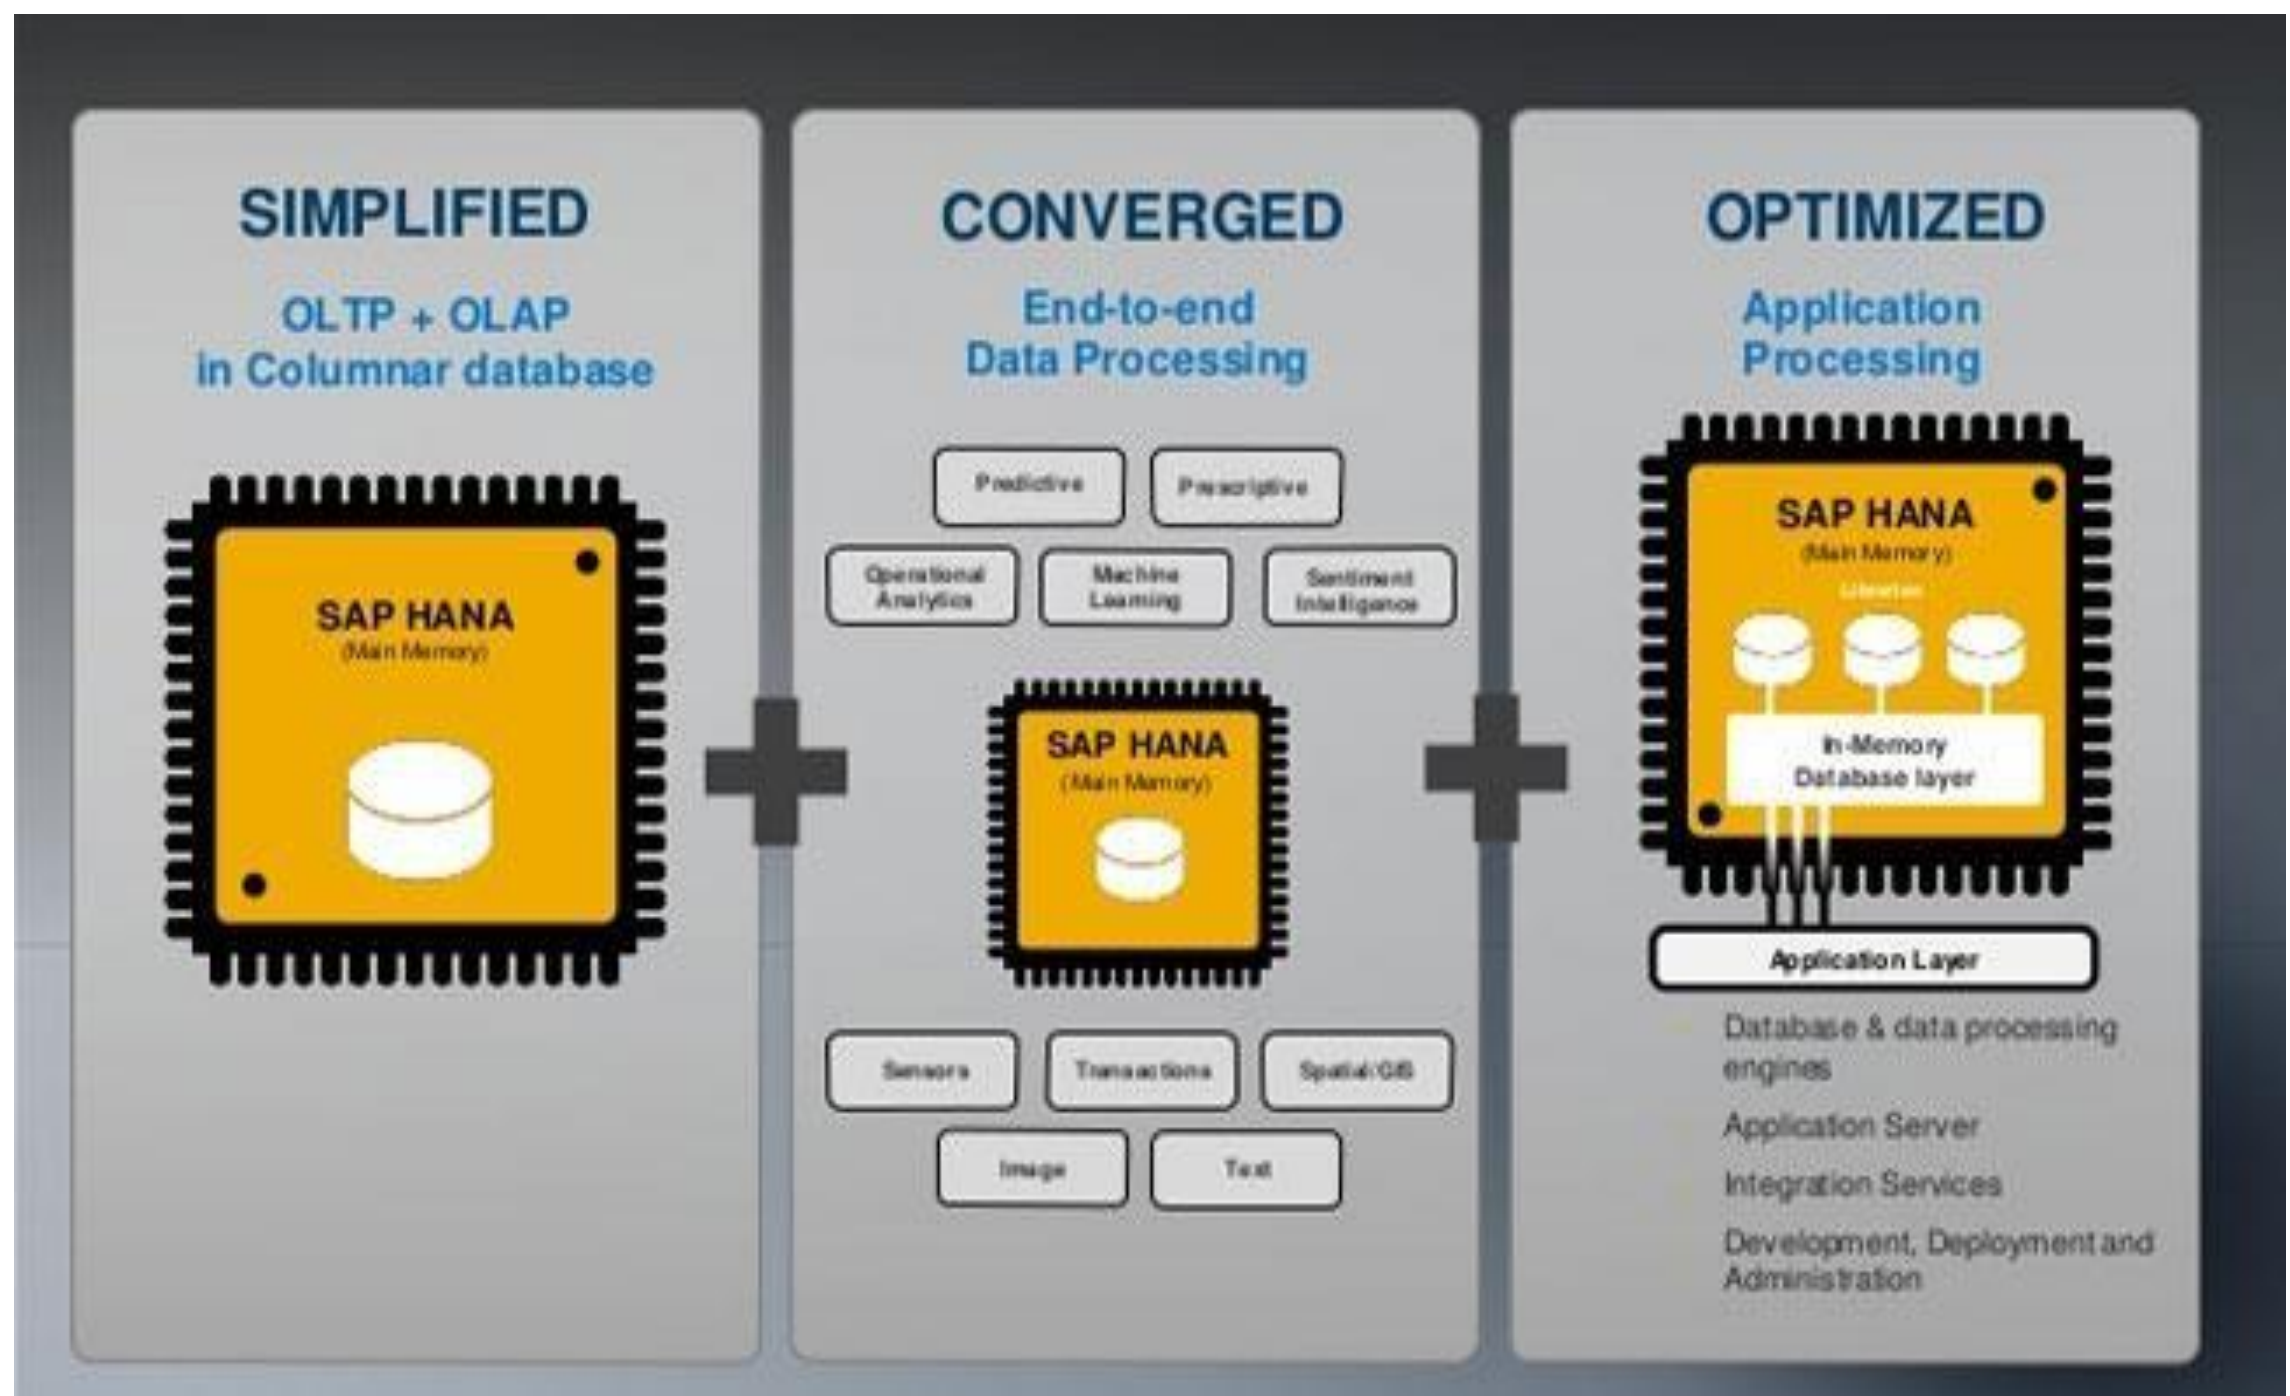 SIMPLIFIED
OLTP + OLAP
in Columnar database
SAP HANA
(Main Memory)
CONVERGED
End-to-end
Data Processing
Predictive
Prescriptive
Operational
Analytics
Machine
Learning
Sentiment
Intelligence
SAP HANA
(Main Memory)
Sensors
Transactions
Spatial/GIS
Image
Text
OPTIMIZED
Application
Processing
SAP HANA
(Main Memory)
Libraries
In-Memory
Database layer
Application Layer
Database & data processing
engines
Application Server
Integration Services
Development, Deployment and
Administration